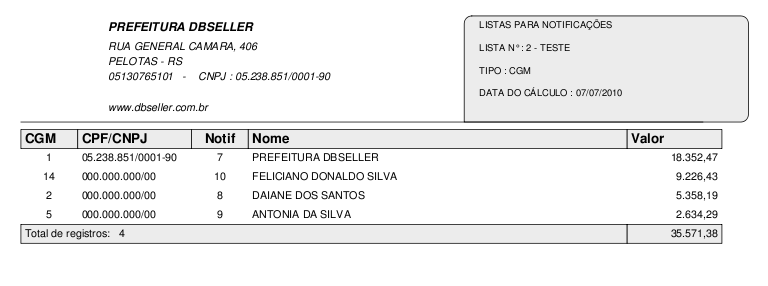 PREFEITURA DBSELLER
RUA GENERAL CAMARA, 406
PELOTAS - RS
05130765101 - CNPJ : 05.238.851/0001-90
www.dbseller.com.br
LISTAS PARA NOTIFICAÇÕES
LISTA N°: 2 - TESTE
TIPO : CGM
DATA DO CÁLCULO : 07/07/2010
CGM CPF/CNPJ Notif Nome Valor
1 05.238.851/0001-90 7 PREFEITURA DBSELLER 18.352,47
14 000.000.000/00 10 FELICIANO DONALDO SILVA 9.226,43
2 000.000.000/00 8 DAIANE DOS SANTOS 5.358,19
5 000.000.000/00 9 ANTONIA DA SILVA 2.634,29
Total de registros: 4 35.571,38